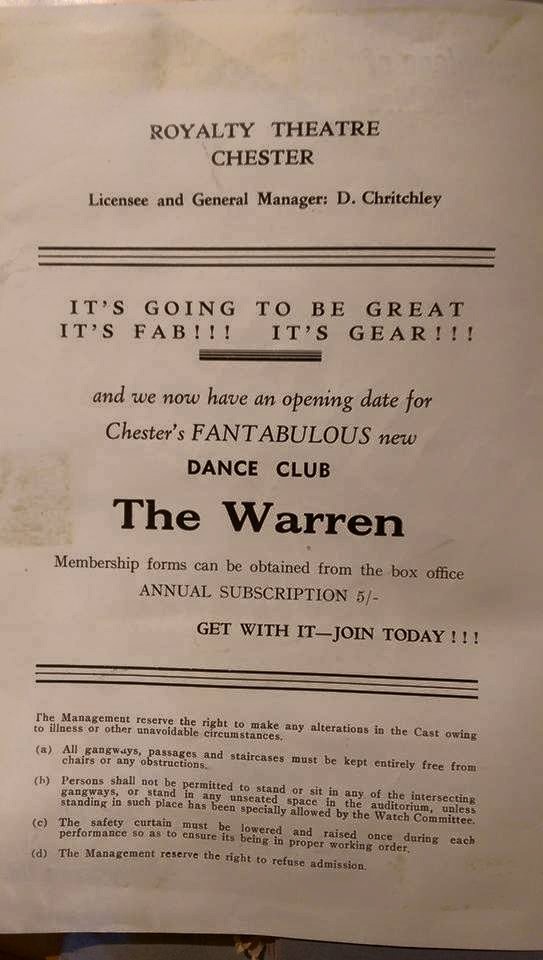 ROYALTY THEATRE
CHESTER
Licensee and General Manager: D. Chritchley
IT'S GOING TO BE GREAT
IT'S FAB!!! IT'S GEAR!!!
and we now have an opening date for
Chester's FANTABULOUS new
DANCE CLUB
The Warren
Membership forms can be obtained from the box office
ANNUAL SUBSCRIPTION 5/-
GET WITH IT—JOIN TODAY ! ! !
The Management reserve the right to make any alterations in the Cast owing
to illness or other unavoidable circumstances.
(a) All gangways, passages and staircases must be kept entirely free from
chairs or any obstructions.
(b) Persons shall not be permitted to stand or sit in any of the intersecting
gangways, or stand in any unseated space in the auditorium, unless
standing in such place has been specially allowed by the Watch Committee.
(c) The safety curtain must be lowered and raised once during each
performance so as to ensure its being in proper working order.
(d) The Management reserve the right to refuse admission.